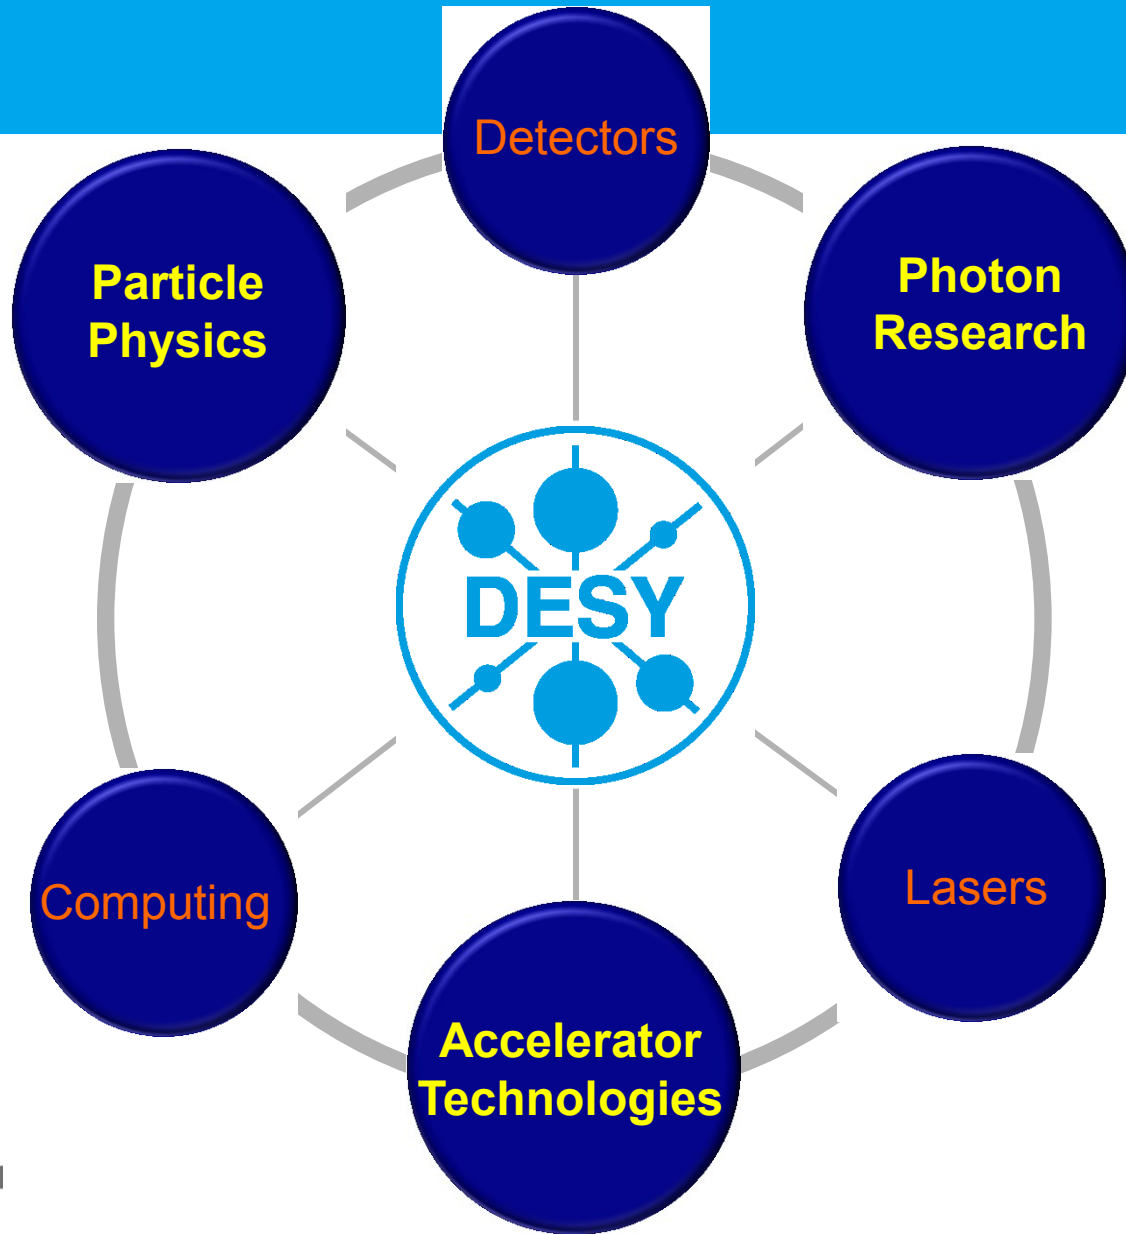 Detectors
Particle
Physics
Photon
Research
DESY
Computing
Lasers
Accelerator
Technologies